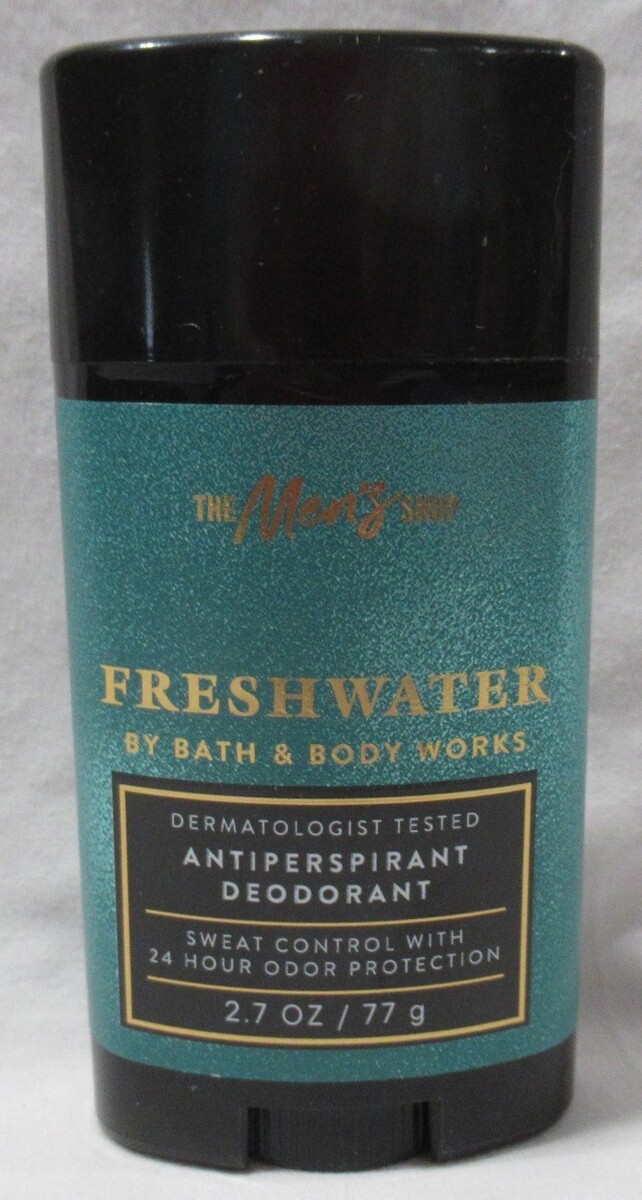 THE Men's SHOP
FRESHWATER
BY BATH & BODY WORKS
DERMATOLOGIST TESTED
ANTIPERSPIRANT
DEODORANT
SWEAT CONTROL WITH
24 HOUR ODOR PROTECTION
2.7 OZ / 77 g